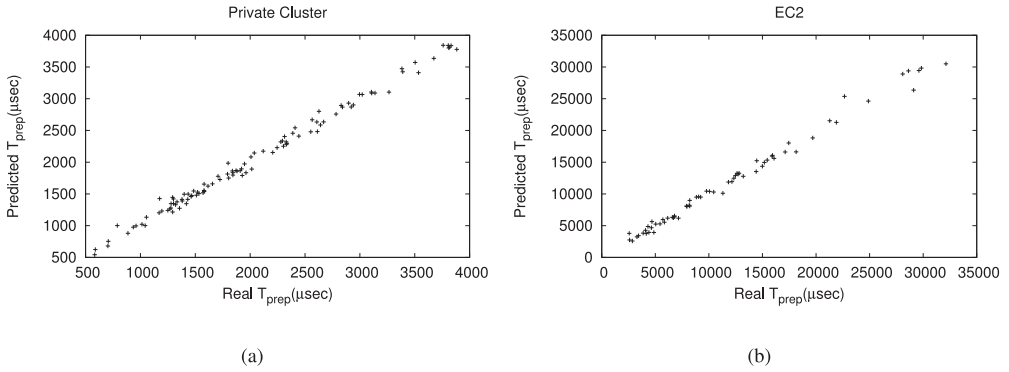 Private Cluster
4000
3500
3000
2500
2000
1500
1000
500
500 1000 1500 2000 2500 3000 3500 4000
Predicted T_prep(μsec)
Real T_prep(μsec)
(a)
EC2
35000
30000
25000
20000
15000
10000
5000
0
0 5000 10000 15000 20000 25000 30000 35000
Predicted T_prep(μsec)
Real T_prep(μsec)
(b)